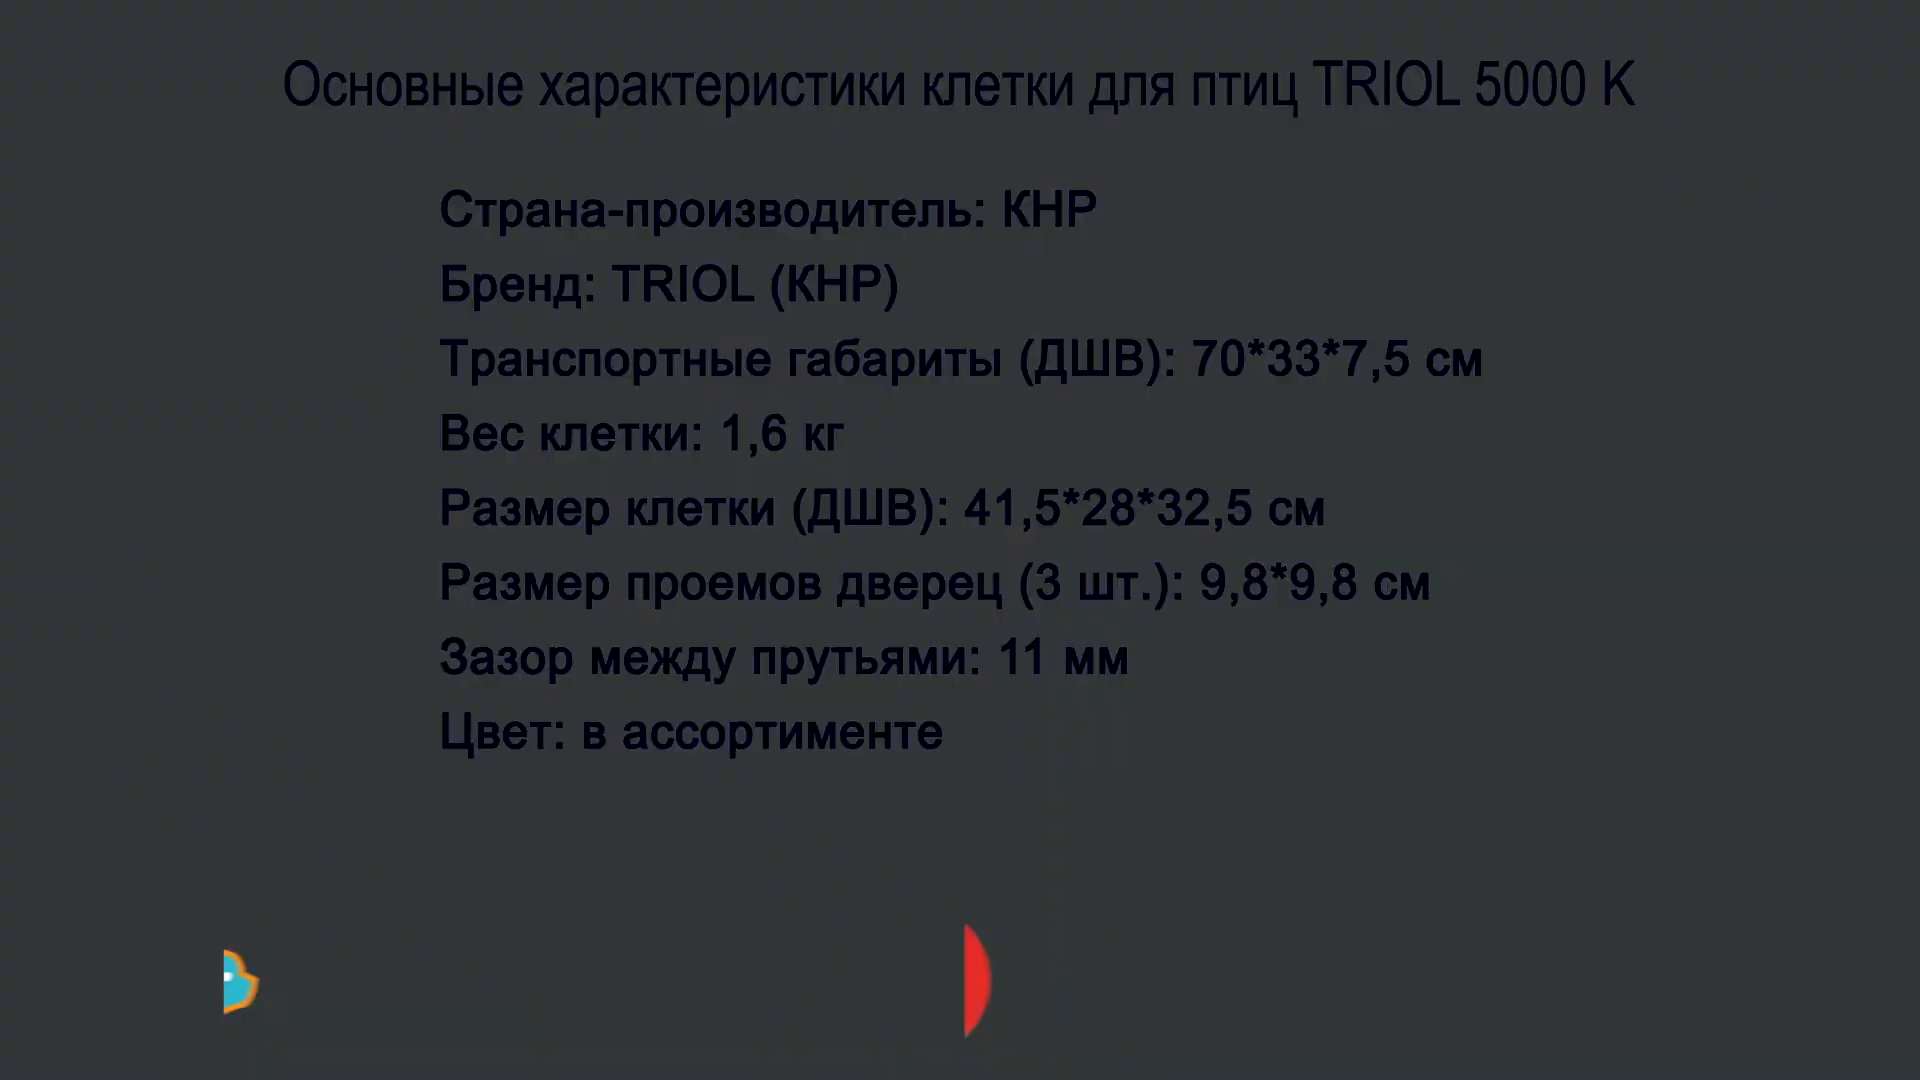 Основные характеристики клетки для птиц TRIOL 5000 K
Страна-производитель: КНР
Бренд: TRIOL (КНР)
Транспортные габариты (ДШВ): 70*33*7,5 см
Вес клетки: 1,6 кг
Размер клетки (ДШВ): 41,5*28*32,5 см
Размер проемов дверец (3 шт.): 9,8*9,8 см
Зазор между прутьями: 11 мм
Цвет: в ассортименте